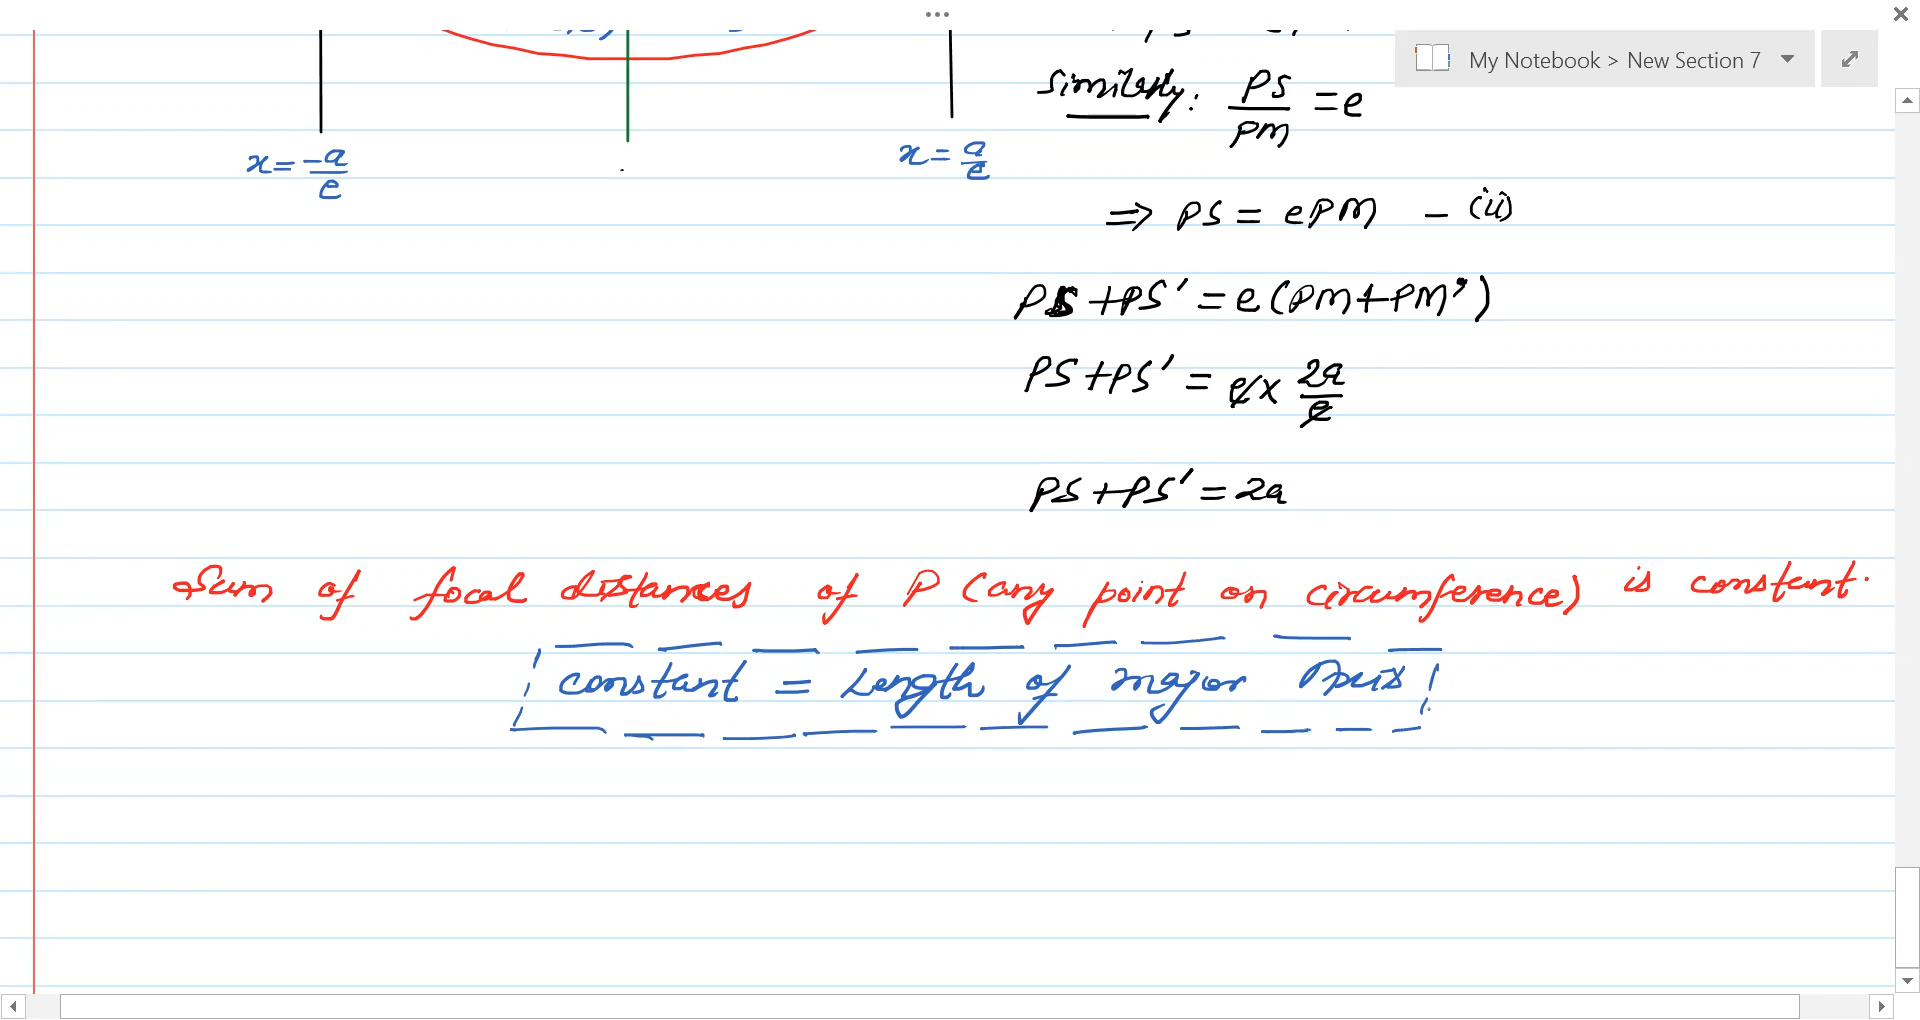 My Notebook > New Section 7
Similarly: PS/PM = e
x = -a/e
x = a/e
⇒ PS = ePM - (ii)
PS + PS' = e(PM + PM')
PS + PS' = e x 2a/e
PS + PS' = 2a
Sum of focal distances of P (any point on circumference) is constant.
constant = Length of major Axis